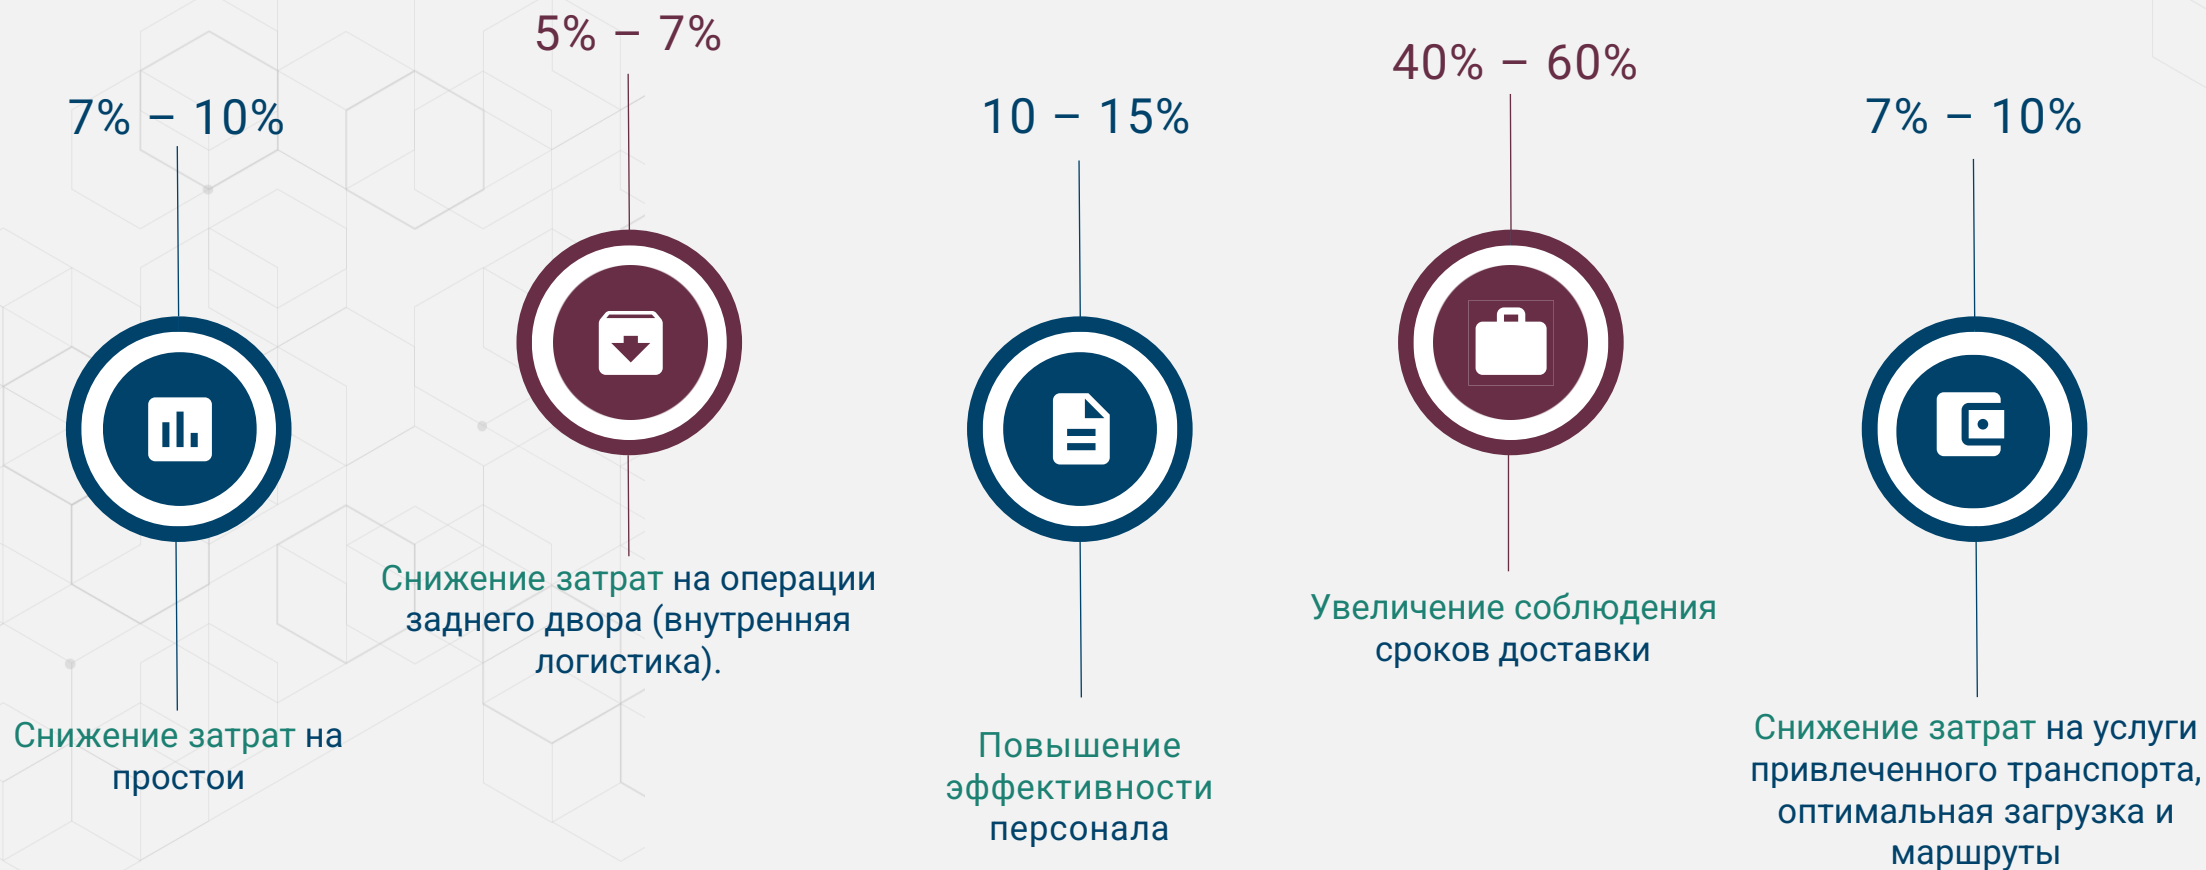 7% – 10%
Снижение затрат на
простои
5% – 7%
Снижение затрат на операции
заднего двора (внутренняя
логистика).
10 – 15%
Повышение
эффективности
персонала
40% – 60%
Увеличение соблюдения
сроков доставки
7% – 10%
Снижение затрат на услуги
привлеченного транспорта,
оптимальная загрузка и
маршруты